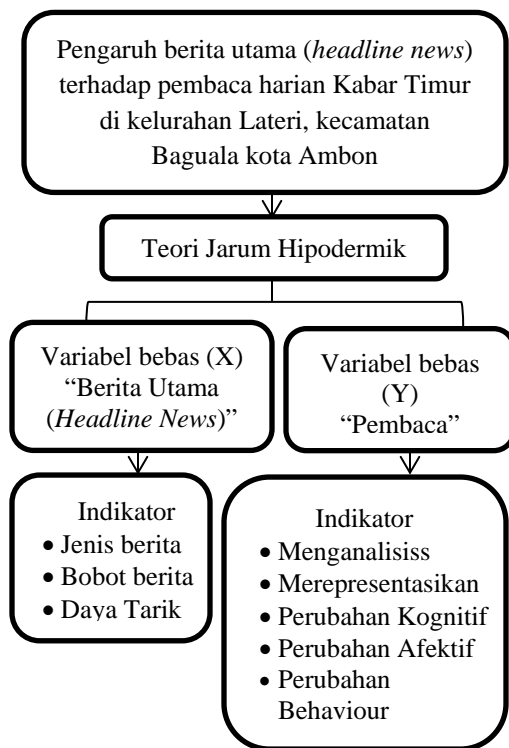 Pengaruh berita utama (headline news)
terhadap pembaca harian Kabar Timur
di kelurahan Lateri, kecamatan
Baguala kota Ambon
Teori Jarum Hipodermik
Variabel bebas (X)
“Berita Utama
(Headline News)”
Variabel bebas
(Y)
“Pembaca”
Indikator
• Jenis berita
• Bobot berita
• Daya Tarik
Indikator
• Menganalisiss
• Merepresentasikan
• Perubahan Kognitif
• Perubahan Afektif
• Perubahan
Behaviour